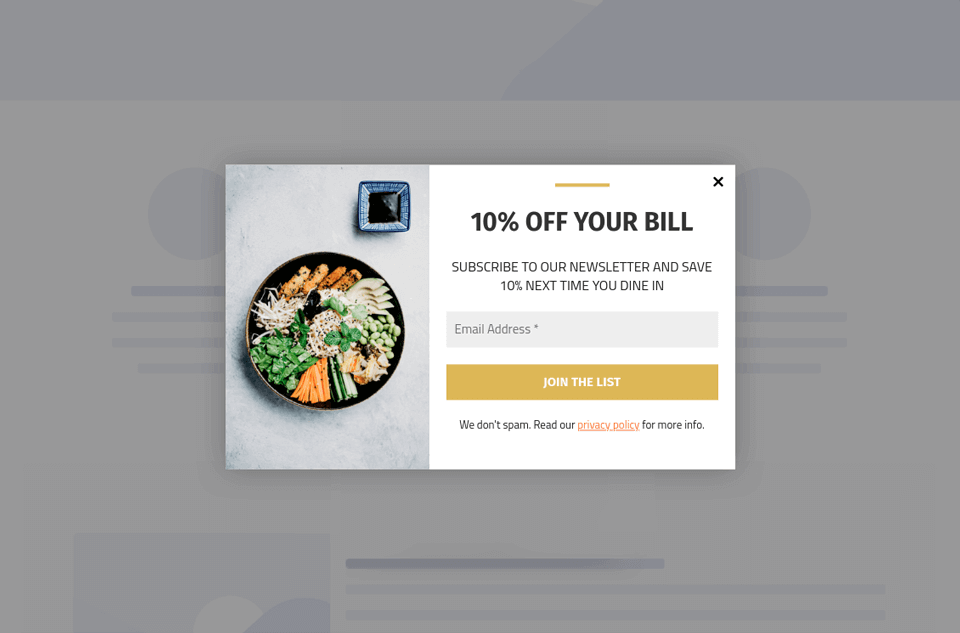 10% OFF YOUR BILL
SUBSCRIBE TO OUR NEWSLETTER AND SAVE
10% NEXT TIME YOU DINE IN
Email Address *
JOIN THE LIST
We don't spam. Read our privacy policy for more info.